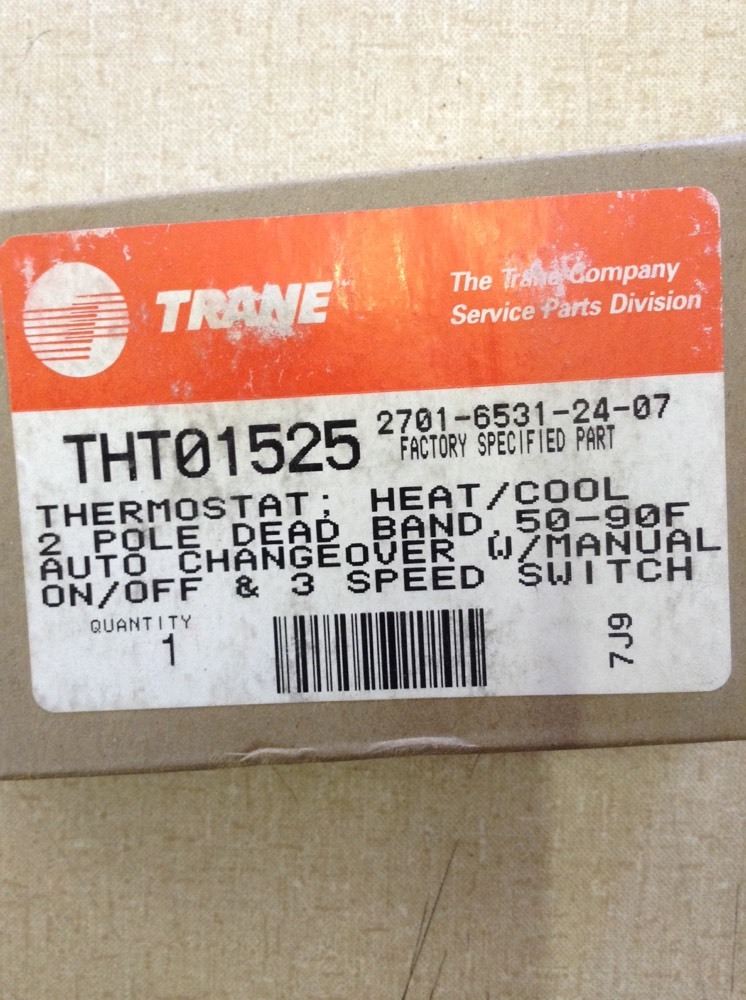 TRANE
The Trane Company
Service Parts Division
THT01525
2701-6531-24-07
FACTORY SPECIFIED PART
THERMOSTAT; HEAT/COOL
2 POLE DEAD BAND,50-90F
AUTO CHANGEOVER W/MANUAL
ON/OFF & 3 SPEED SWITCH
QUANTITY
1
7J9